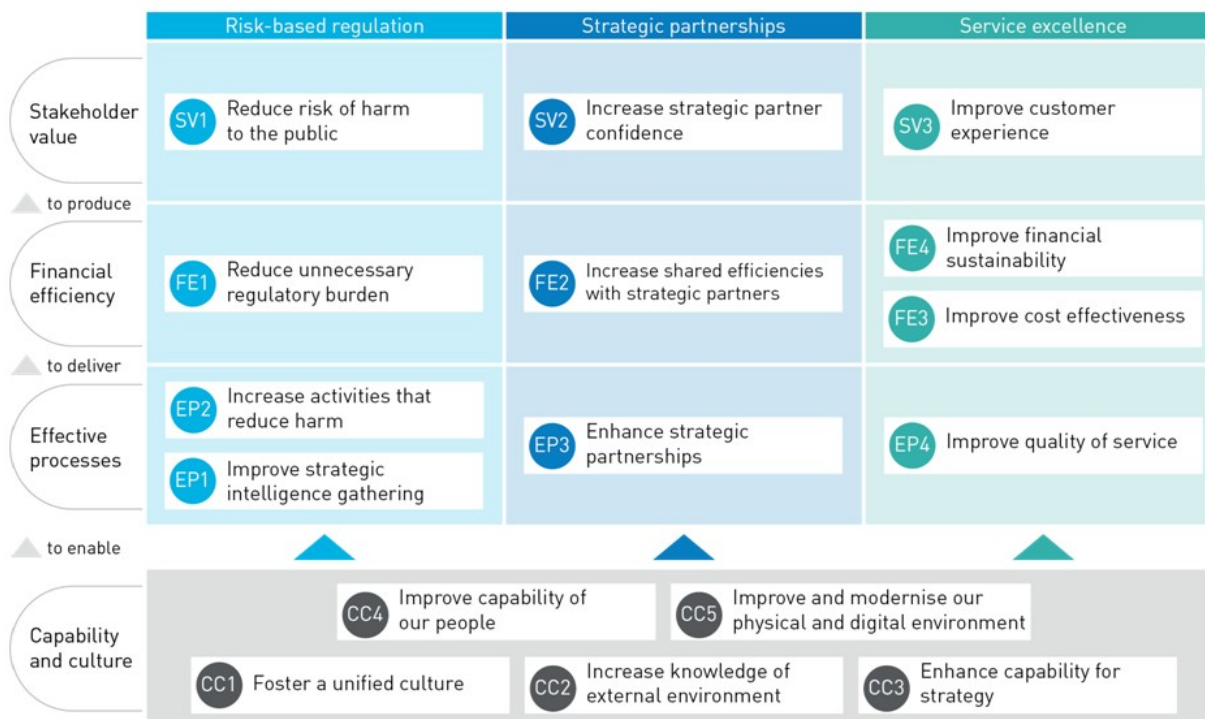 Risk-based regulation
Strategic partnerships
Service excellence
Stakeholder
value
SV1
Reduce risk of harm
to the public
SV2
Increase strategic partner
confidence
SV3
Improve customer
experience
to produce
Financial
efficiency
FE1
Reduce unnecessary
regulatory burden
FE2
Increase shared efficiencies
with strategic partners
FE4
Improve financial
sustainability
FE3
Improve cost effectiveness
to deliver
Effective
processes
EP2
Increase activities that
reduce harm
EP1
Improve strategic
intelligence gathering
EP3
Enhance strategic
partnerships
EP4
Improve quality of service
to enable
Capability
and culture
CC4
Improve capability of
our people
CC5
Improve and modernise our
physical and digital environment
CC1
Foster a unified culture
CC2
Increase knowledge of
external environment
CC3
Enhance capability for
strategy